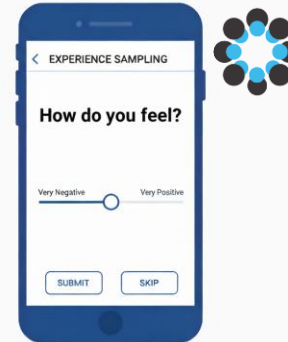 EXPERIENCE SAMPLING
How do you feel?
Very Negative Very Positive
SUBMIT SKIP